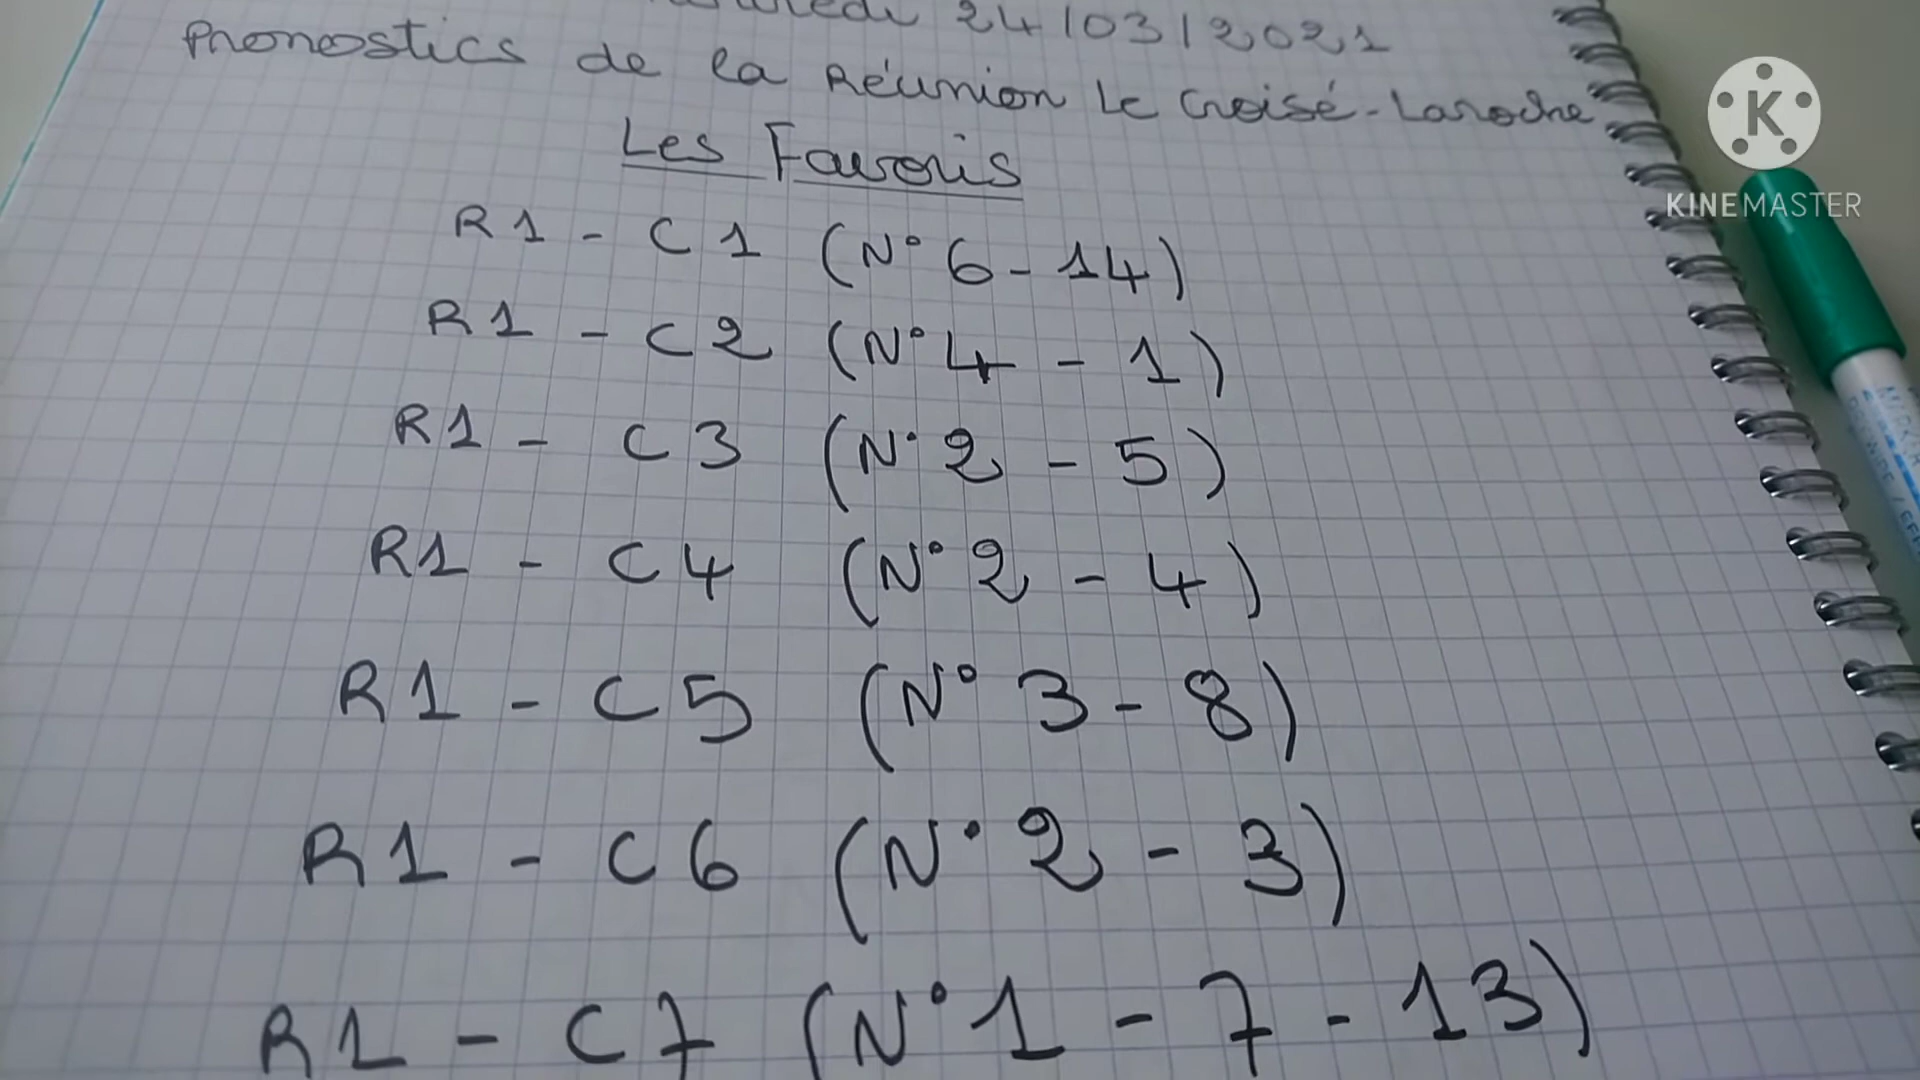 24/03/2021
Pronostics de la Réunion Le Croisé-Laroche
Les Favoris
R1 - C1 (N° 6 - 14)
R1 - C2 (N° 4 - 1)
R1 - C3 (N° 2 - 5)
R1 - C4 (N° 2 - 4)
R1 - C5 (N° 3 - 8)
R1 - C6 (N° 2 - 3)
R1 - C7 (N° 1 - 7 - 13)
K
KINEMASTER